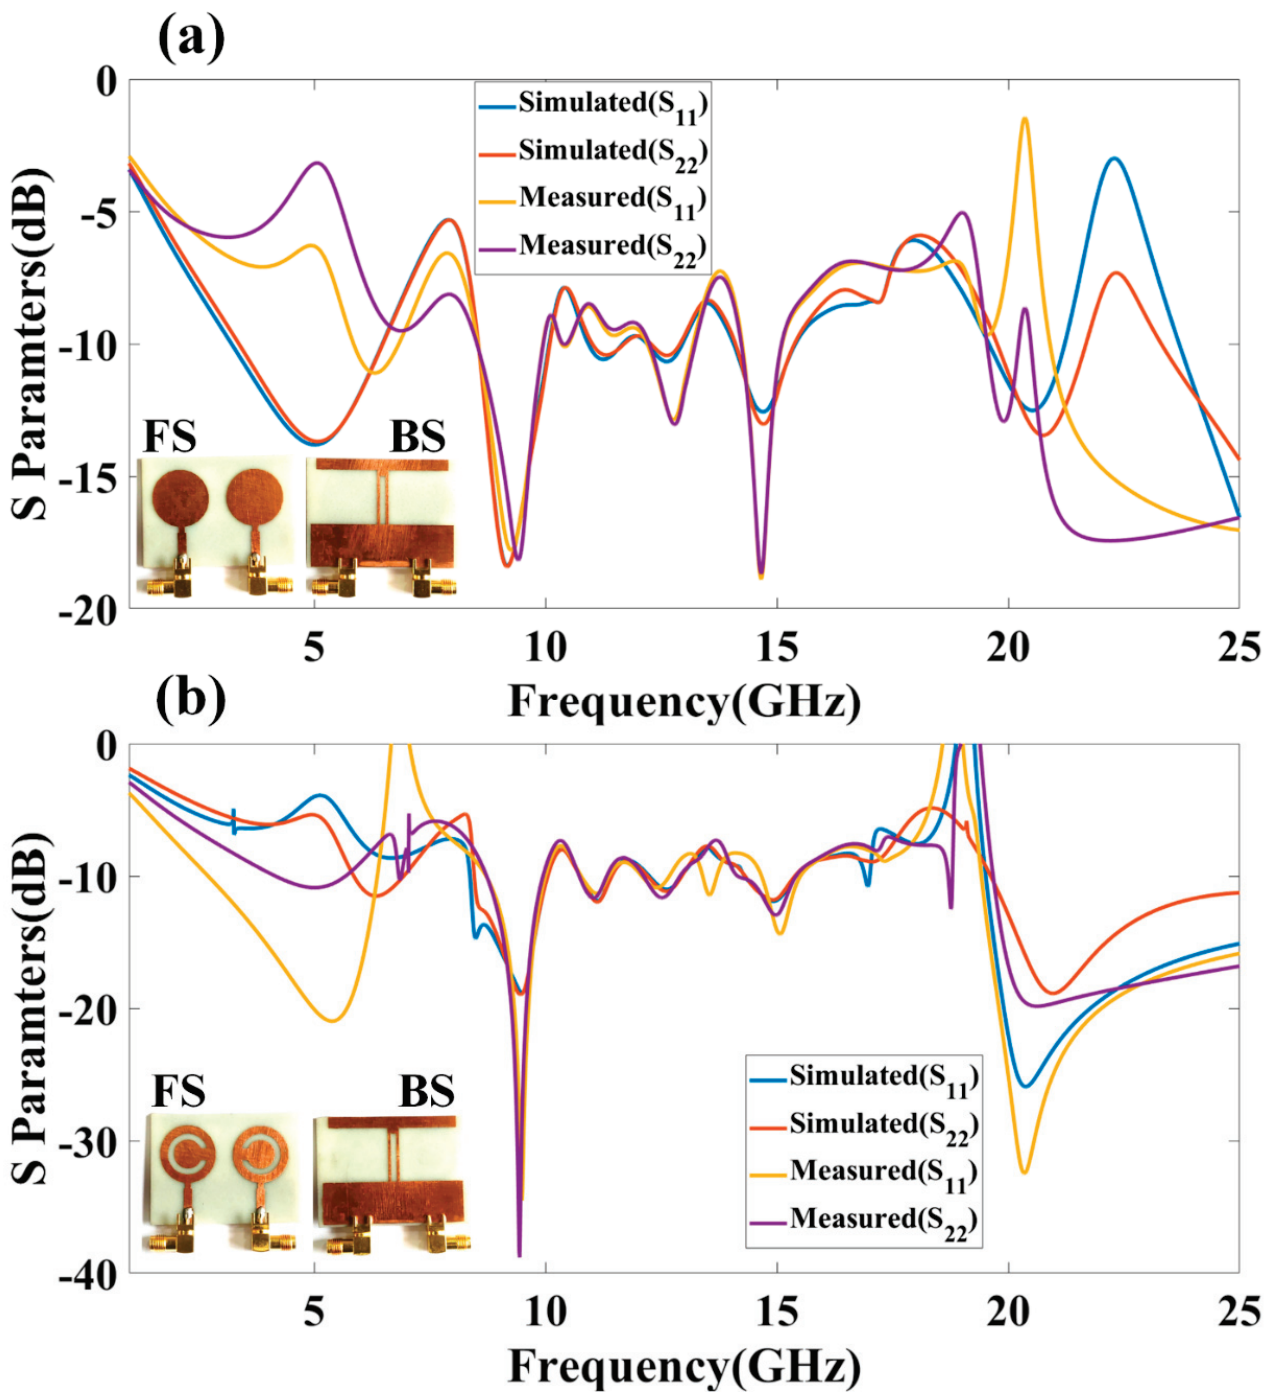 (a)
0
-5
-10
-15
-20
S Paramters(dB)
Simulated(S11)
Simulated(S22)
Measured(S11)
Measured(S22)
FS BS
5 10 15 20 25
Frequency(GHz)
(b)
0
-10
-20
-30
-40
S Paramters(dB)
FS BS
Simulated(S11)
Simulated(S22)
Measured(S11)
Measured(S22)
5 10 15 20 25
Frequency(GHz)